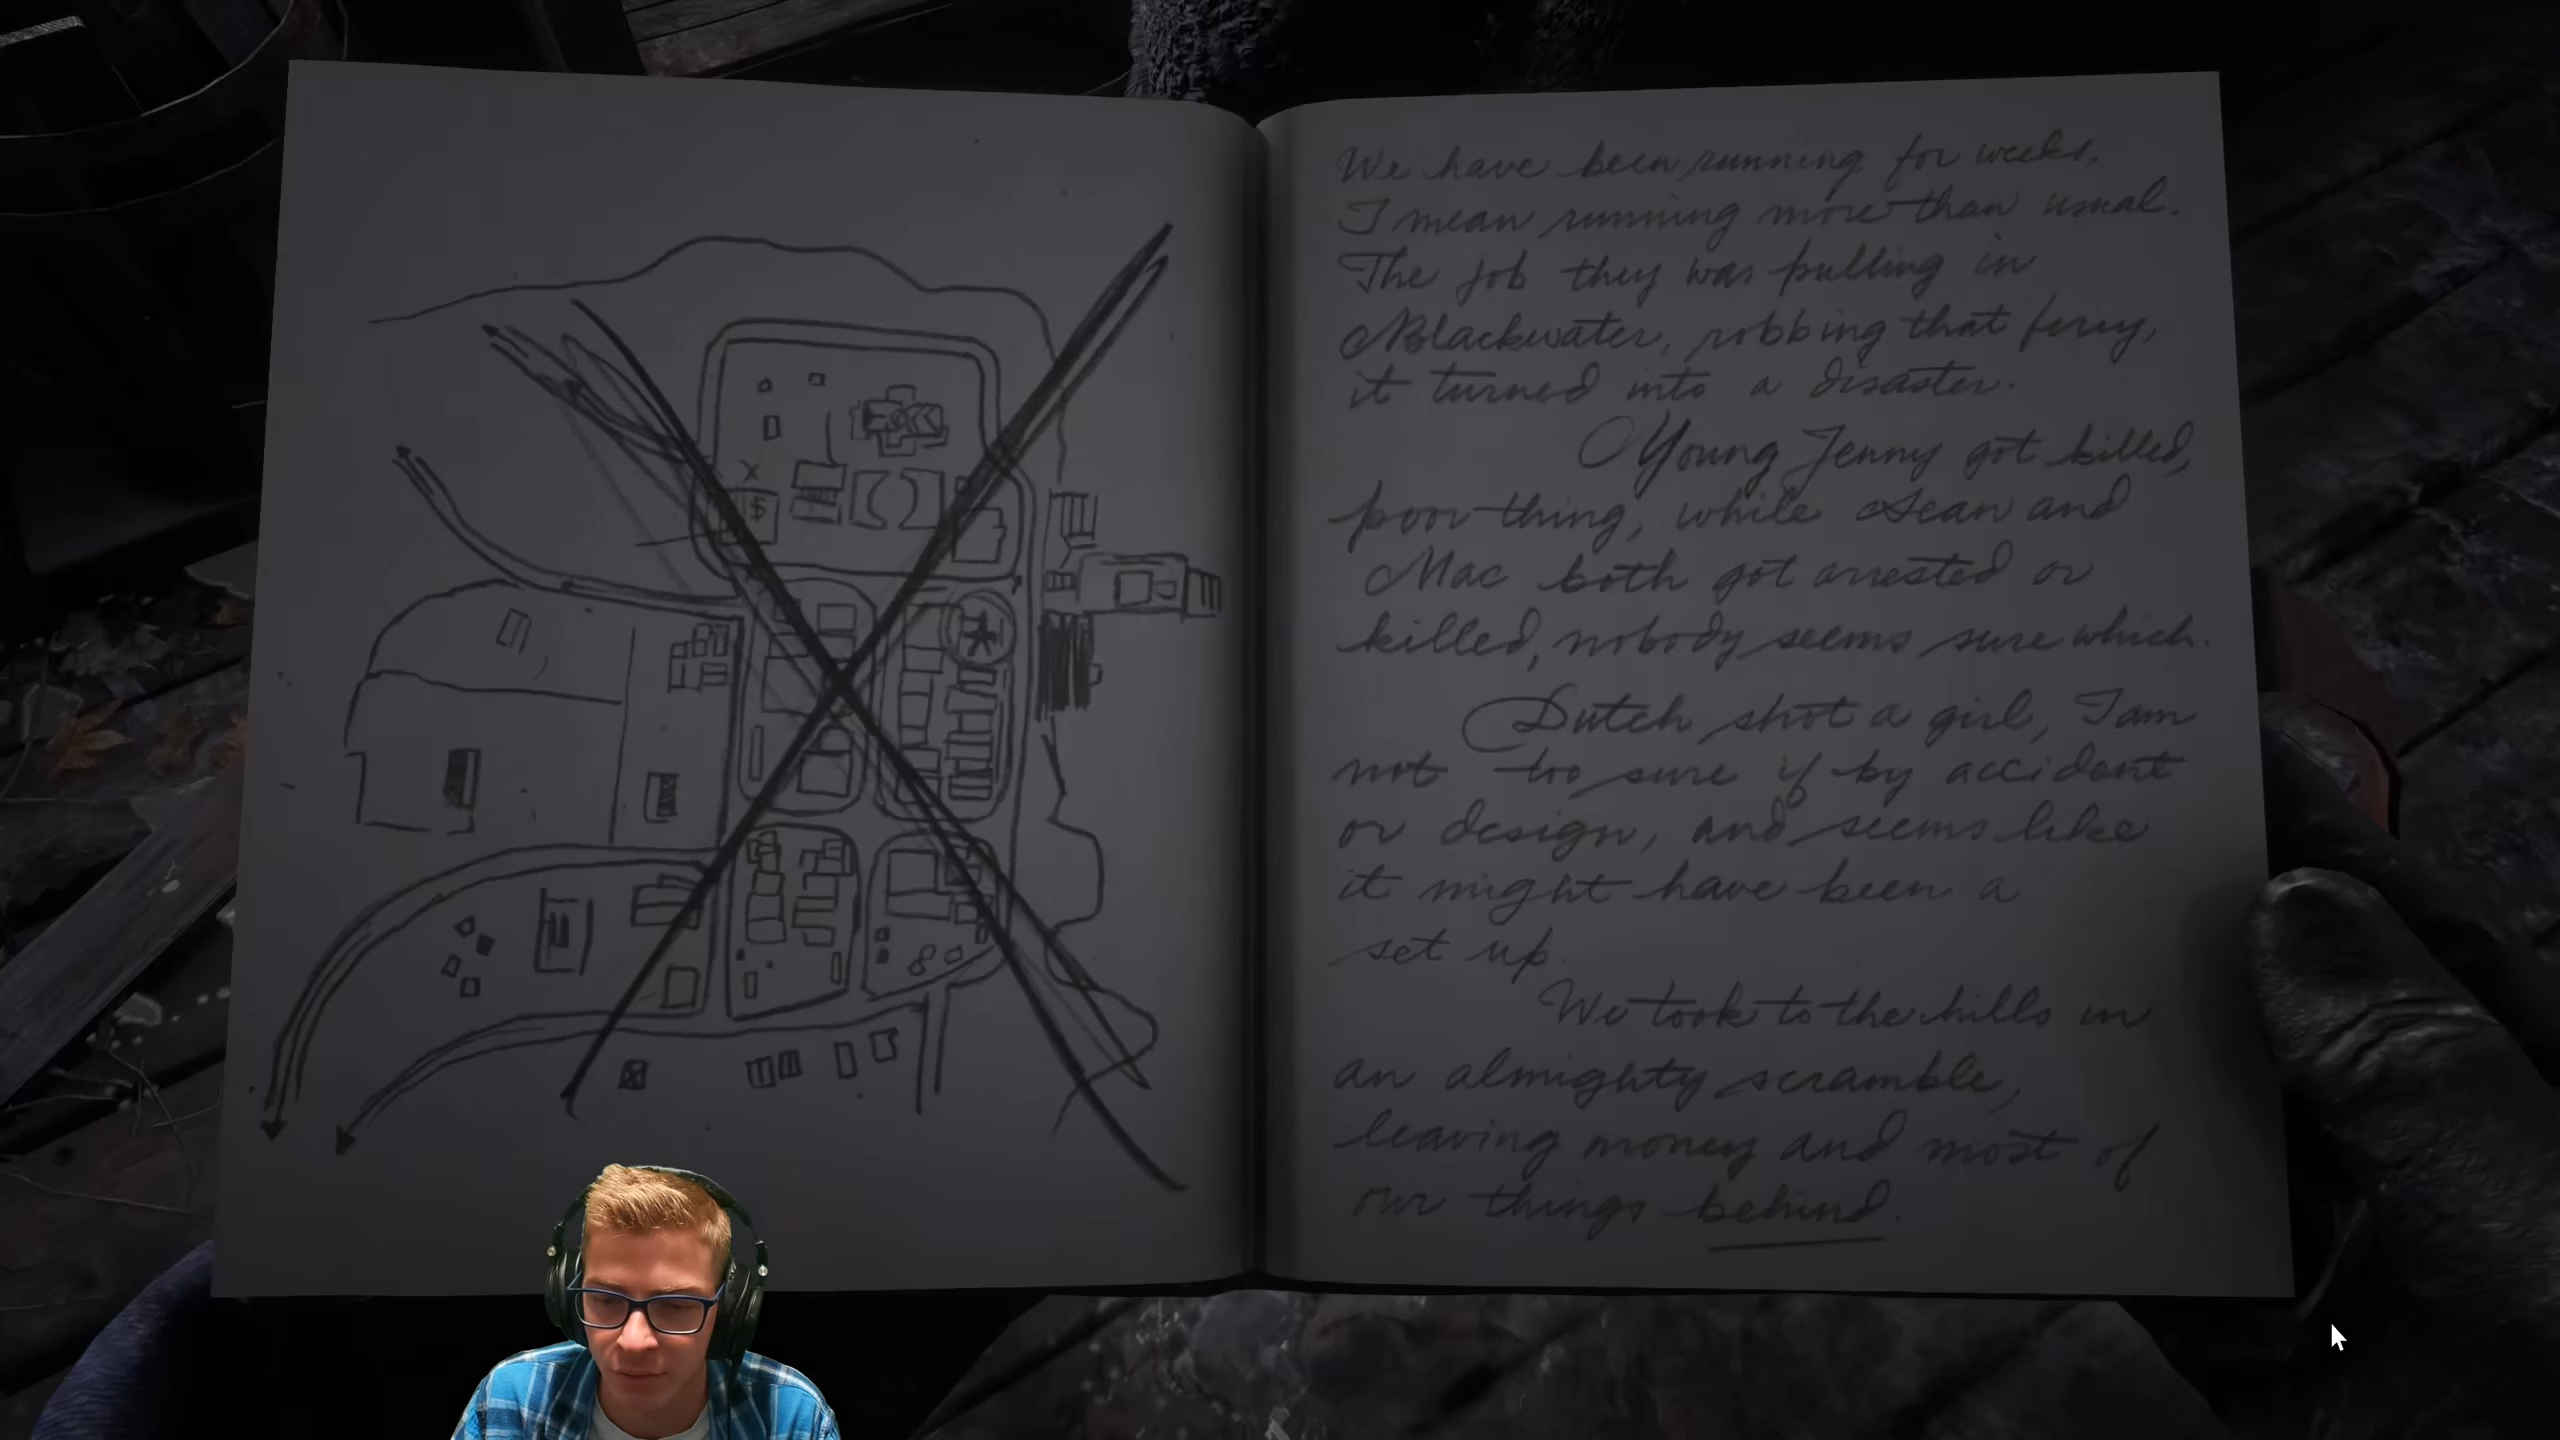 $
We have been running for weeks.
I mean running more than usual.
The job they was pulling in
Blackwater, robbing that ferry,
it turned into a disaster.
Young Jenny got killed,
poor thing, while Sean and
Mac both got arrested or
killed, nobody seems sure which.
Dutch shot a girl, I am
not too sure if by accident
or design, and seems like
it might have been a
set up.
We took to the hills in
an almighty scramble,
leaving money and most of
our things behind.